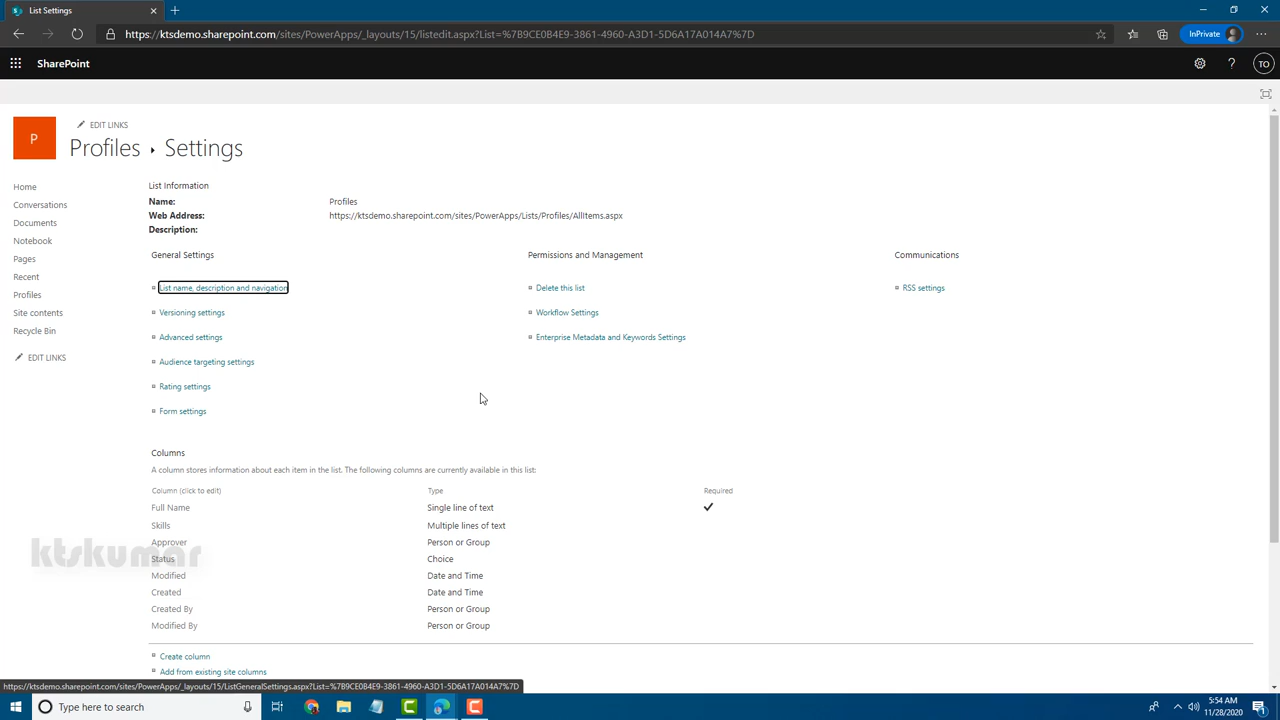 List Settings
https://ktsdemo.sharepoint.com/sites/PowerApps/_layouts/15/listedit.aspx?List=%7B9CE0B4E9-3861-4960-A3D1-5D6A17A014A7%7D
InPrivate
SharePoint
TO
P
EDIT LINKS
Profiles ▸ Settings
Home
Conversations
Documents
Notebook
Pages
Recent
Profiles
Site contents
Recycle Bin
EDIT LINKS
List Information
Name: Profiles
Web Address: https://ktsdemo.sharepoint.com/sites/PowerApps/Lists/Profiles/AllItems.aspx
Description:
General Settings Permissions and Management Communications
List name, description and navigation Delete this list RSS settings
Versioning settings Workflow Settings
Advanced settings Enterprise Metadata and Keywords Settings
Audience targeting settings
Rating settings
Form settings
Columns
A column stores information about each item in the list. The following columns are currently available in this list:
Column (click to edit) Type Required
Full Name Single line of text ✓
Skills Multiple lines of text
Approver Person or Group
Status Choice
Modified Date and Time
Created Date and Time
Created By Person or Group
Modified By Person or Group
ktskumar
Create column
Add from existing site columns
https://ktsdemo.sharepoint.com/sites/PowerApps/_layouts/15/ListGeneralSettings.aspx?List=%7B9CE0B4E9-3861-4960-A3D1-5D6A17A014A7%7D
Type here to search
5:54 AM
11/28/2020
1